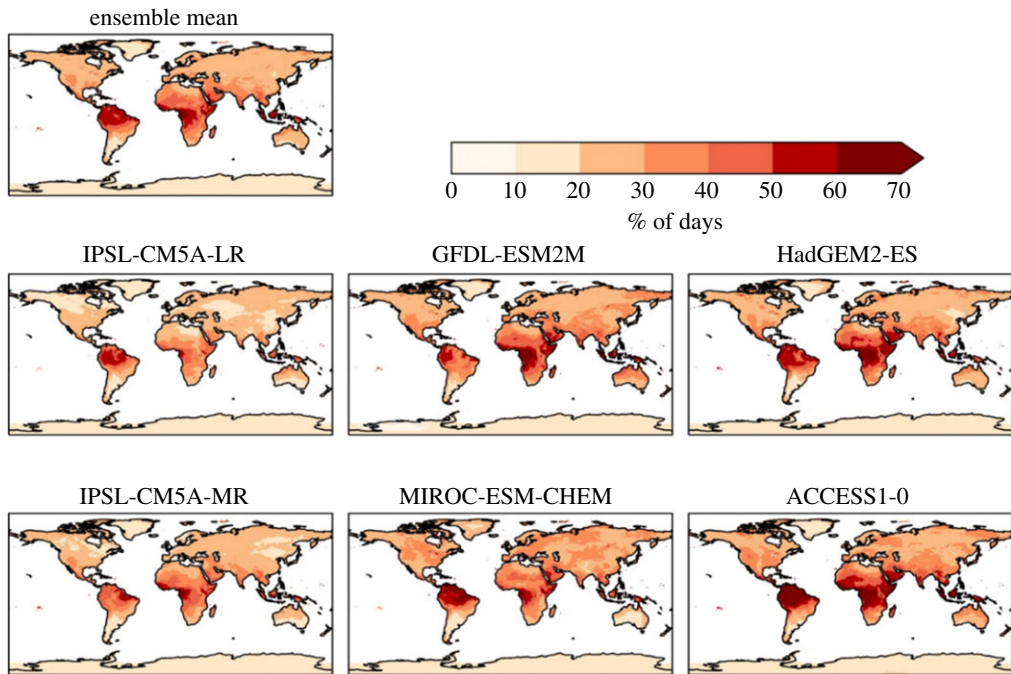 ensemble mean
0 10 20 30 40 50 60 70
% of days
IPSL-CM5A-LR GFDL-ESM2M HadGEM2-ES
IPSL-CM5A-MR MIROC-ESM-CHEM ACCESS1-0